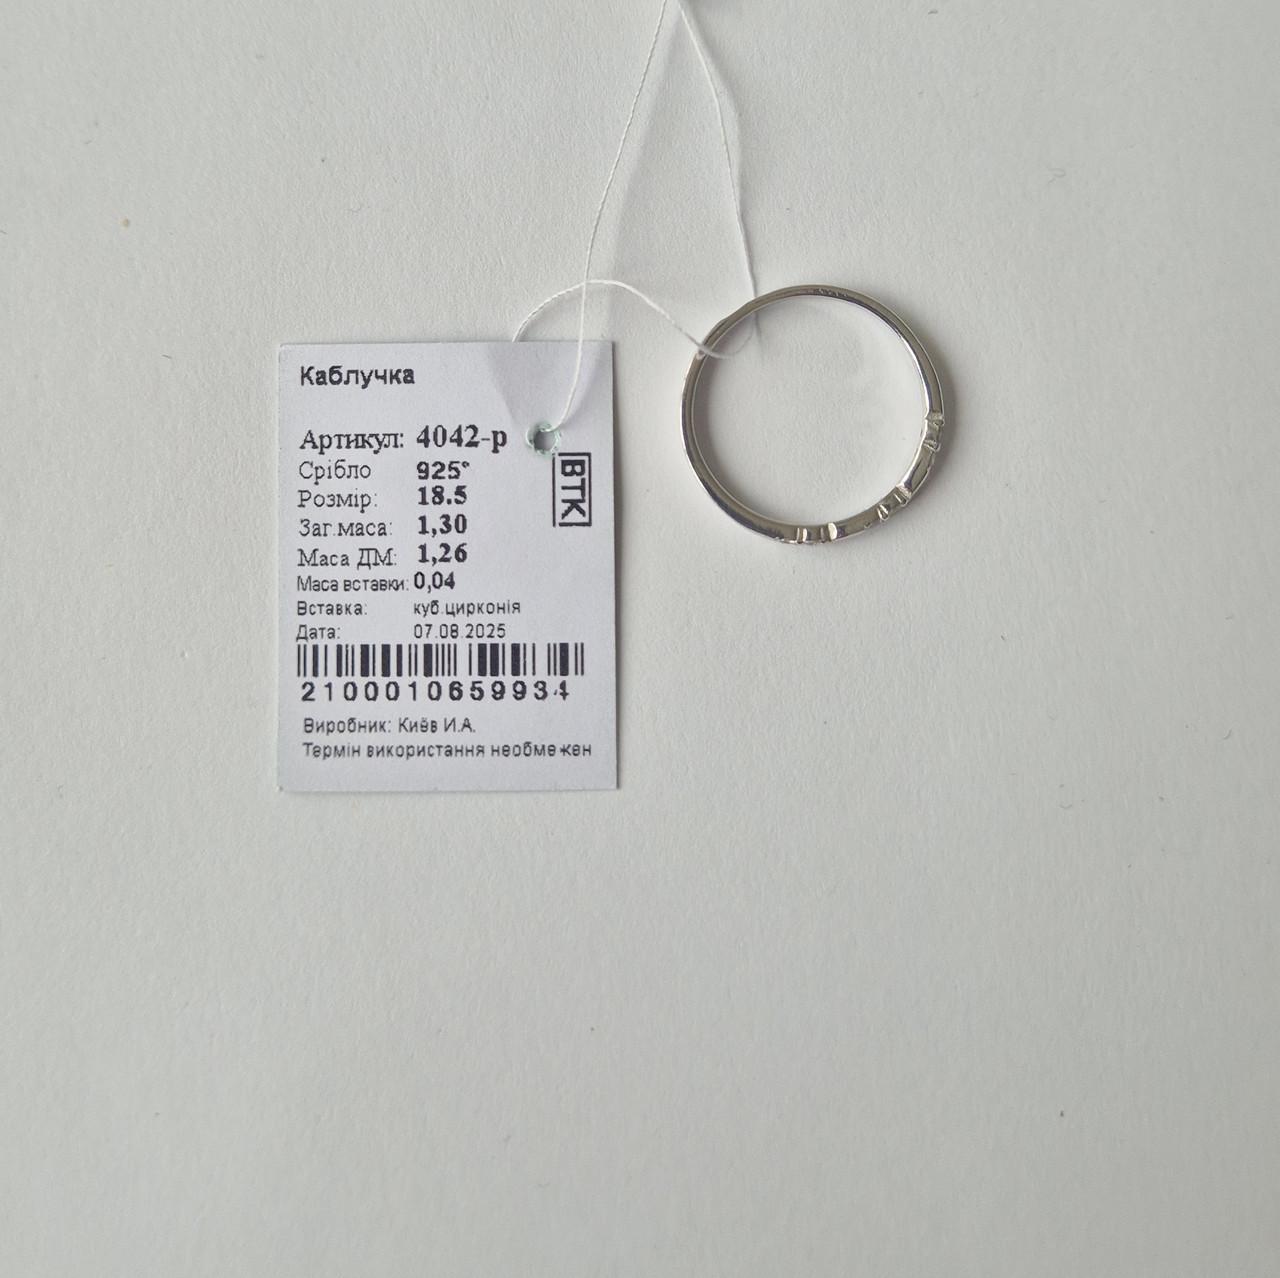 Каблучка
Артикул: 4042-р
Срібло 925°
Розмір: 18.5
Заг.маса: 1,30
Маса ДМ: 1,26
Маса вставки: 0,04
Вставка: куб.цирконія
Дата: 07.08.2025
2100010659934
Виробник: Киёв И.А.
Термін використання необмежен
ВТК